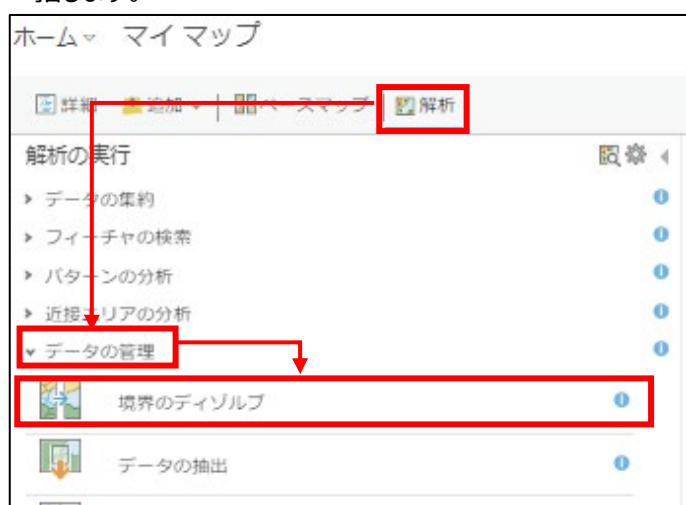 ホーム マイ マップ
詳細 追加 ベースマップ 解析
解析の実行
データの集約
フィーチャの検索
パターンの分析
近接エリアの分析
データの管理
境界のディゾルブ
データの抽出